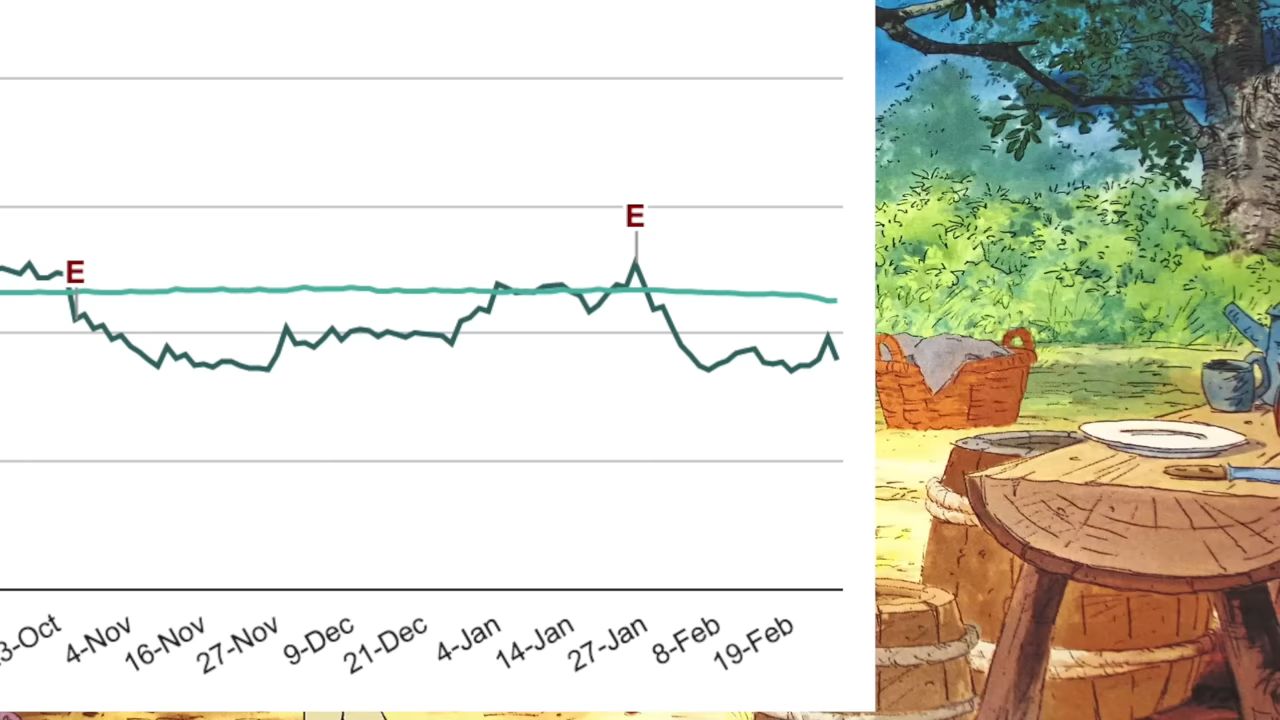 E
E
4-Nov
16-Nov
27-Nov
9-Dec
21-Dec
4-Jan
14-Jan
27-Jan
8-Feb
19-Feb